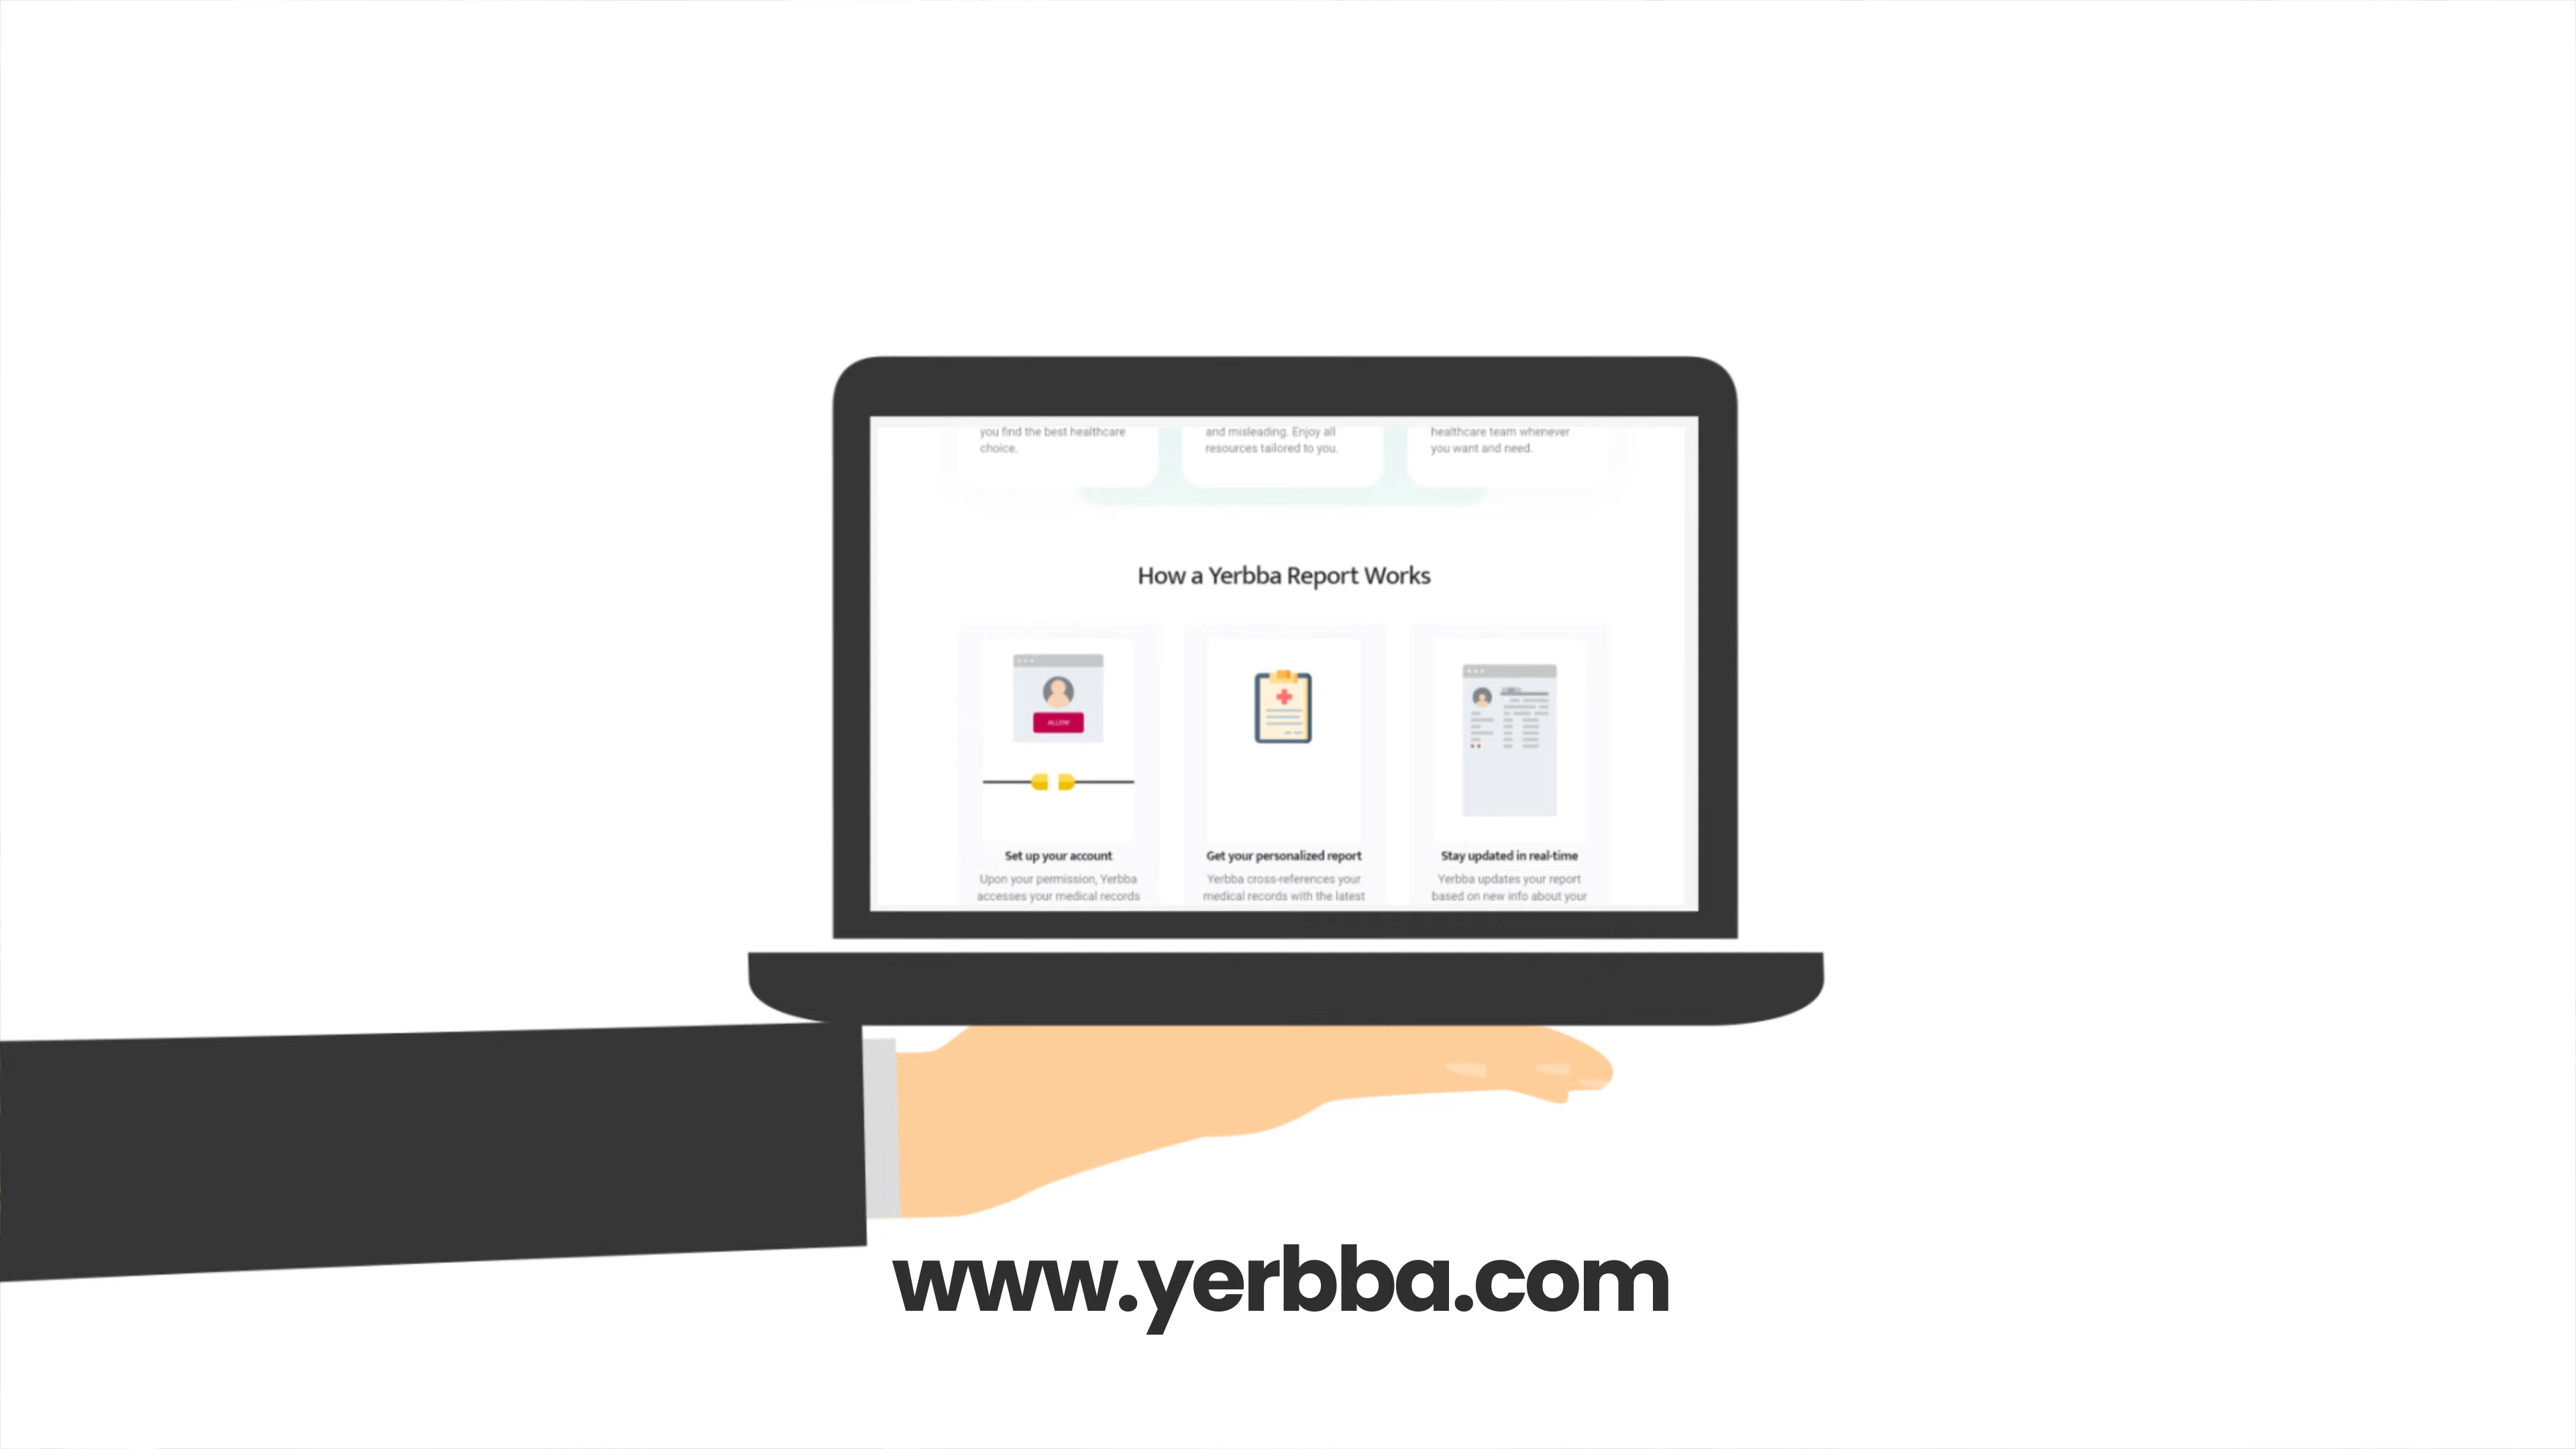 you find the best healthcare
choice.
and misleading. Enjoy all
resources tailored to you.
healthcare team whenever
you want and need.
How a Yerbba Report Works
ALLOW
Set up your account
Upon your permission, Yerbba
accesses your medical records
Get your personalized report
Yerbba cross-references your
medical records with the latest
Stay updated in real-time
Yerbba updates your report
based on new info about your
www.yerbba.com